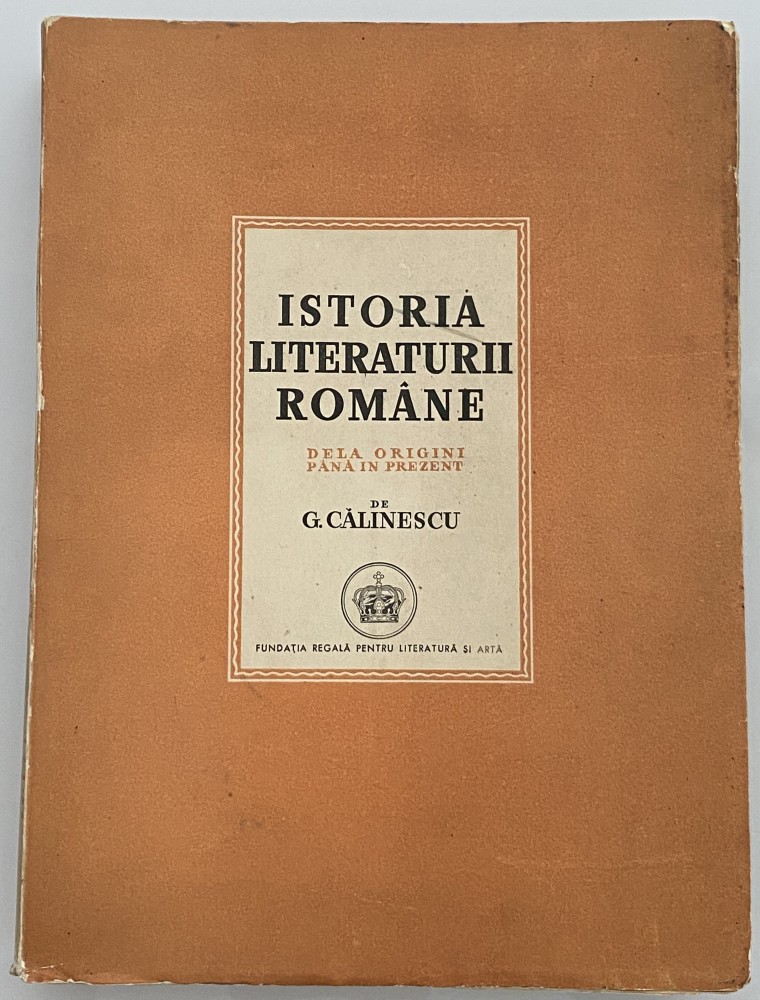 ISTORIA
LITERATURII
ROMÂNE
DELA ORIGINI
PÂNĂ IN PREZENT
DE
G. CĂLINESCU
FUNDAȚIA REGALĂ PENTRU LITERATURĂ ȘI ARTĂ